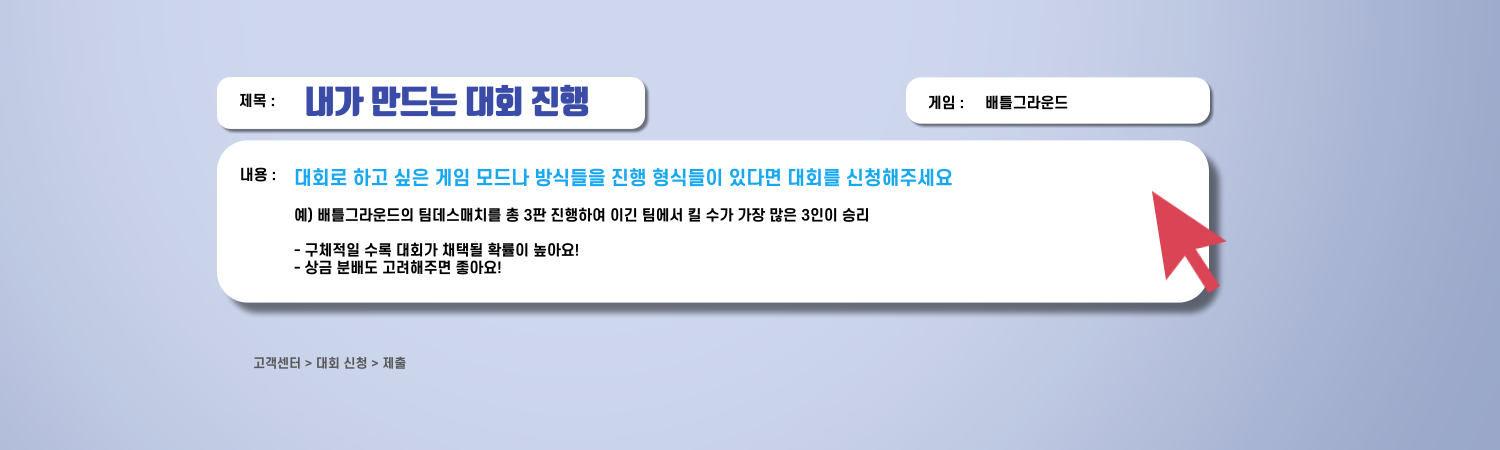 제목 : 내가 만드는 대회 진행
게임 : 배틀그라운드
내용 : 대회로 하고 싶은 게임 모드나 방식들을 진행 형식들이 있다면 대회를 신청해주세요
예) 배틀그라운드의 팀데스매치를 총 3판 진행하여 이긴 팀에서 킬 수가 가장 많은 3인이 승리
- 구체적일 수록 대회가 채택될 확률이 높아요!
- 상금 분배도 고려해주면 좋아요!
고객센터 > 대회 신청 > 제출